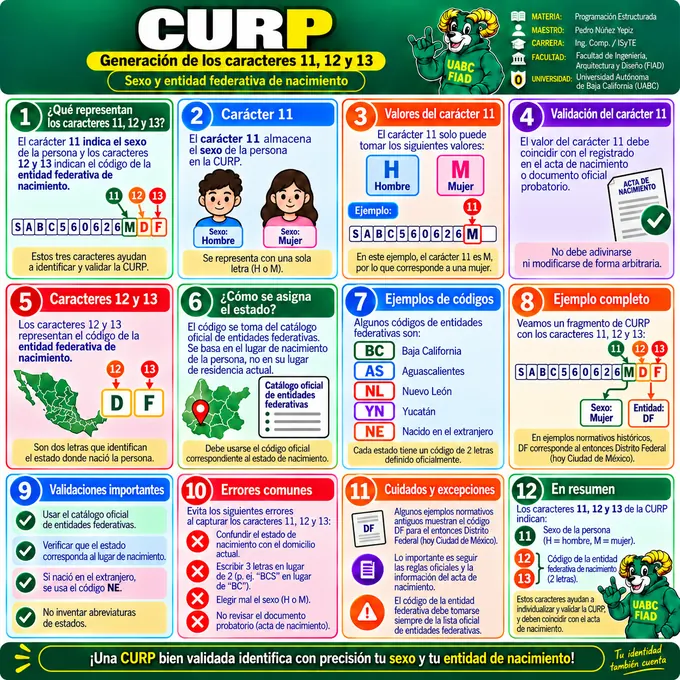 CURP
Generación de los caracteres 11, 12 y 13
Sexo y entidad federativa de nacimiento
UABC
FIAD
MATERIA: Programación Estructurada
MAESTRO: Pedro Núñez Yepiz
CARRERA: Ing. Comp. / ISyTE
FACULTAD: Facultad de Ingeniería,
Arquitectura y Diseño (FIAD)
UNIVERSIDAD: Universidad Autónoma
de Baja California (UABC)
1
¿Qué representan
los caracteres 11, 12 y 13?
El carácter 11 indica el sexo
de la persona y los caracteres
12 y 13 indican el código de la
entidad federativa de
nacimiento.
11 12 13
SABC560626MDF
Estos tres caracteres ayudan
a identificar y validar la CURP.
2
Carácter 11
El carácter 11 almacena
el sexo de la persona
en la CURP.
Sexo:
Hombre
Sexo:
Mujer
Se representa con una sola
letra (H o M).
3
Valores del carácter 11
El carácter 11 solo puede
tomar los siguientes valores:
H
Hombre
M
Mujer
Ejemplo:
11
SABC560626M
En este ejemplo, el carácter 11 es M,
por lo que corresponde a una mujer.
4
Validación del carácter 11
El valor del carácter 11 debe
coincidir con el registrado
en el acta de nacimiento
o documento oficial
probatorio.
ACTA DE
NACIMIENTO
No debe adivinarse
ni modificarse de forma arbitraria.
5
Caracteres 12 y 13
Los caracteres 12 y 13
representan el código de la
entidad federativa de
nacimiento.
12 13
D F
Son dos letras que identifican
el estado donde nació la persona.
6
¿Cómo se asigna
el estado?
El código se toma del catálogo
oficial de entidades federativas.
Se basa en el lugar de nacimiento
de la persona, no en su lugar
de residencia actual.
Catálogo oficial
de entidades
federativas
Debe usarse el código oficial
correspondiente al estado de nacimiento.
7
Ejemplos de códigos
Algunos códigos de entidades
federativas son:
BC Baja California
AS Aguascalientes
NL Nuevo León
YN Yucatán
NE Nacido en el extranjero
Cada estado tiene un código de 2 letras
definido oficialmente.
8
Ejemplo completo
Veamos un fragmento de CURP
con los caracteres 11, 12 y 13:
11 12 13
SABC560626MDF
Sexo:
Mujer
Entidad:
DF
En ejemplos normativos históricos,
DF corresponde al entonces Distrito Federal
(hoy Ciudad de México).
9
Validaciones importantes
Usar el catálogo oficial
de entidades federativas.
Verificar que el estado
corresponda al lugar de nacimiento.
Si nació en el extranjero,
se usa el código NE.
No inventar abreviaturas
de estados.
10
Errores comunes
Evita los siguientes errores
al capturar los caracteres 11, 12 y 13:
Confundir el estado de
nacimiento con el domicilio
actual.
Escribir 3 letras en lugar
de 2 (p. ej. “BCS” en lugar
de “BC”).
Elegir mal el sexo (H o M).
No revisar el documento
probatorio (acta de nacimiento).
11
Cuidados y excepciones
DF
Algunos ejemplos normativos
antiguos muestran el código
DF para el entonces Distrito
Federal (hoy Ciudad de México).
Lo importante es seguir
las reglas oficiales y la
información del acta de
nacimiento.
El código de la entidad
federativa debe tomarse
siempre de la lista oficial
de entidades federativas.
12
En resumen
Los caracteres 11, 12 y 13 de la CURP
indican:
11 Sexo de la persona
(H = hombre, M = mujer).
12
13
Código de la entidad
federativa de nacimiento
(2 letras).
Estos caracteres ayudan a
individualizar y validar la CURP,
y deben coincidir con el acta
de nacimiento.
UABC
FIAD
¡Una CURP bien validada identifica con precisión tu sexo y tu entidad de nacimiento!
Tu identidad
también cuenta